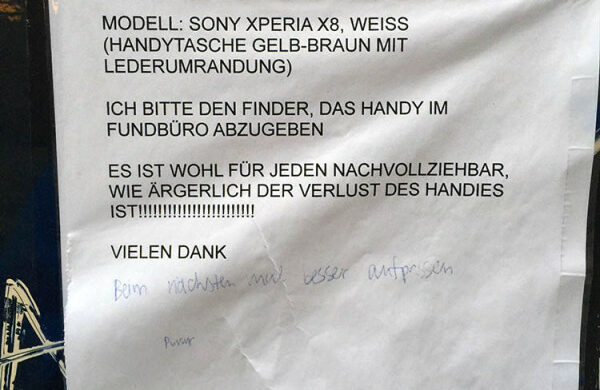 MODELL: SONY XPERIA X8, WEISS
(HANDYTASCHE GELB-BRAUN MIT
LEDERUMRANDUNG)
ICH BITTE DEN FINDER, DAS HANDY IM
FUNDBÜRO ABZUGEBEN
ES IST WOHL FÜR JEDEN NACHVOLLZIEHBAR,
WIE ÄRGERLICH DER VERLUST DES HANDIES
IST!!!!!!!!!!!!!!!!!!!!!!!!
VIELEN DANK
Beim nächsten mal besser aufpassen